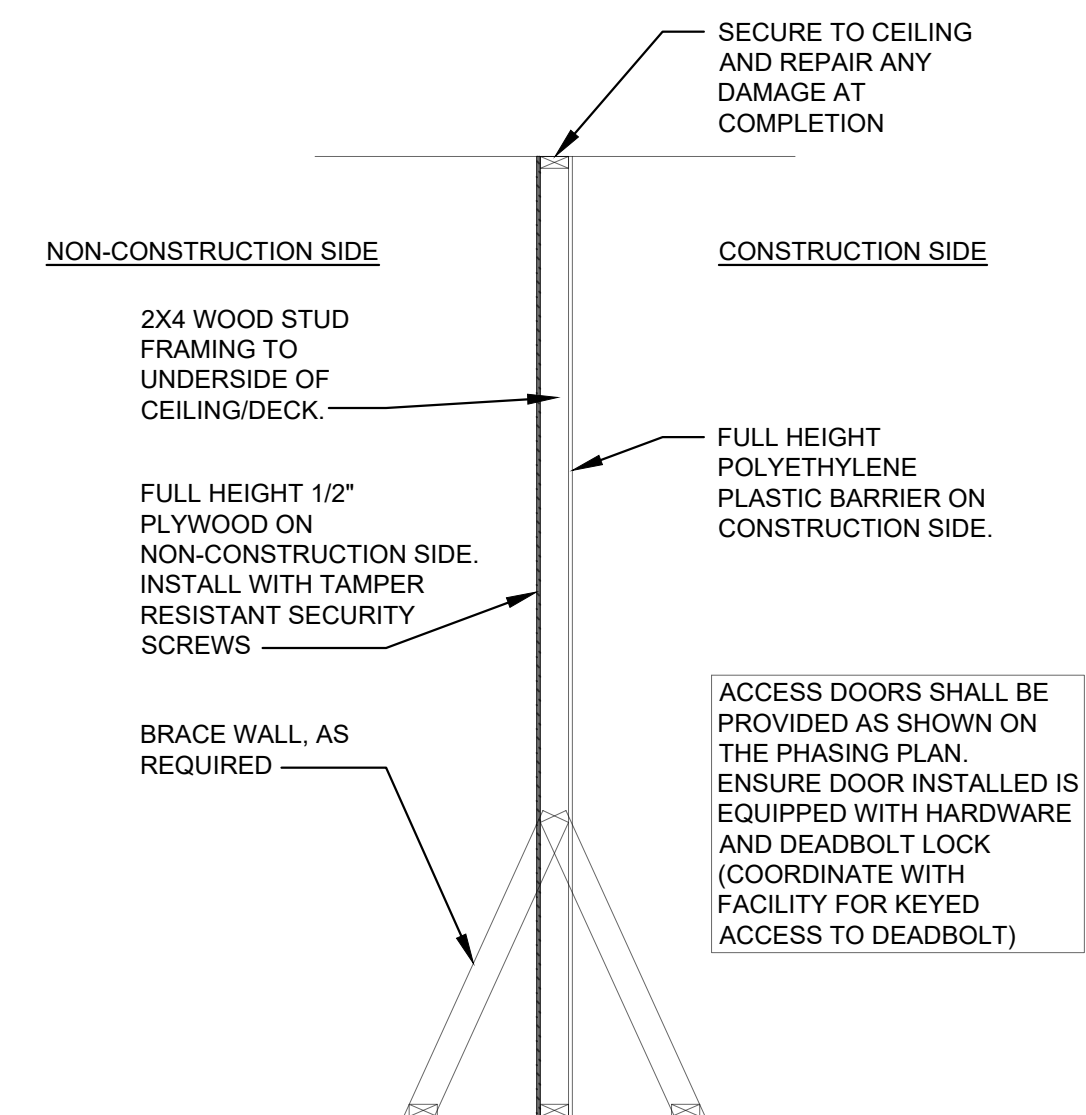 SECURE TO CEILING
AND REPAIR ANY
DAMAGE AT
COMPLETION
NON-CONSTRUCTION SIDE
CONSTRUCTION SIDE
2X4 WOOD STUD
FRAMING TO
UNDERSIDE OF
CEILING/DECK.
FULL HEIGHT
POLYETHYLENE
PLASTIC BARRIER ON
CONSTRUCTION SIDE.
FULL HEIGHT 1/2"
PLYWOOD ON
NON-CONSTRUCTION SIDE.
INSTALL WITH TAMPER
RESISTANT SECURITY
SCREWS
BRACE WALL, AS
REQUIRED
ACCESS DOORS SHALL BE
PROVIDED AS SHOWN ON
THE PHASING PLAN.
ENSURE DOOR INSTALLED IS
EQUIPPED WITH HARDWARE
AND DEADBOLT LOCK
(COORDINATE WITH
FACILITY FOR KEYED
ACCESS TO DEADBOLT)